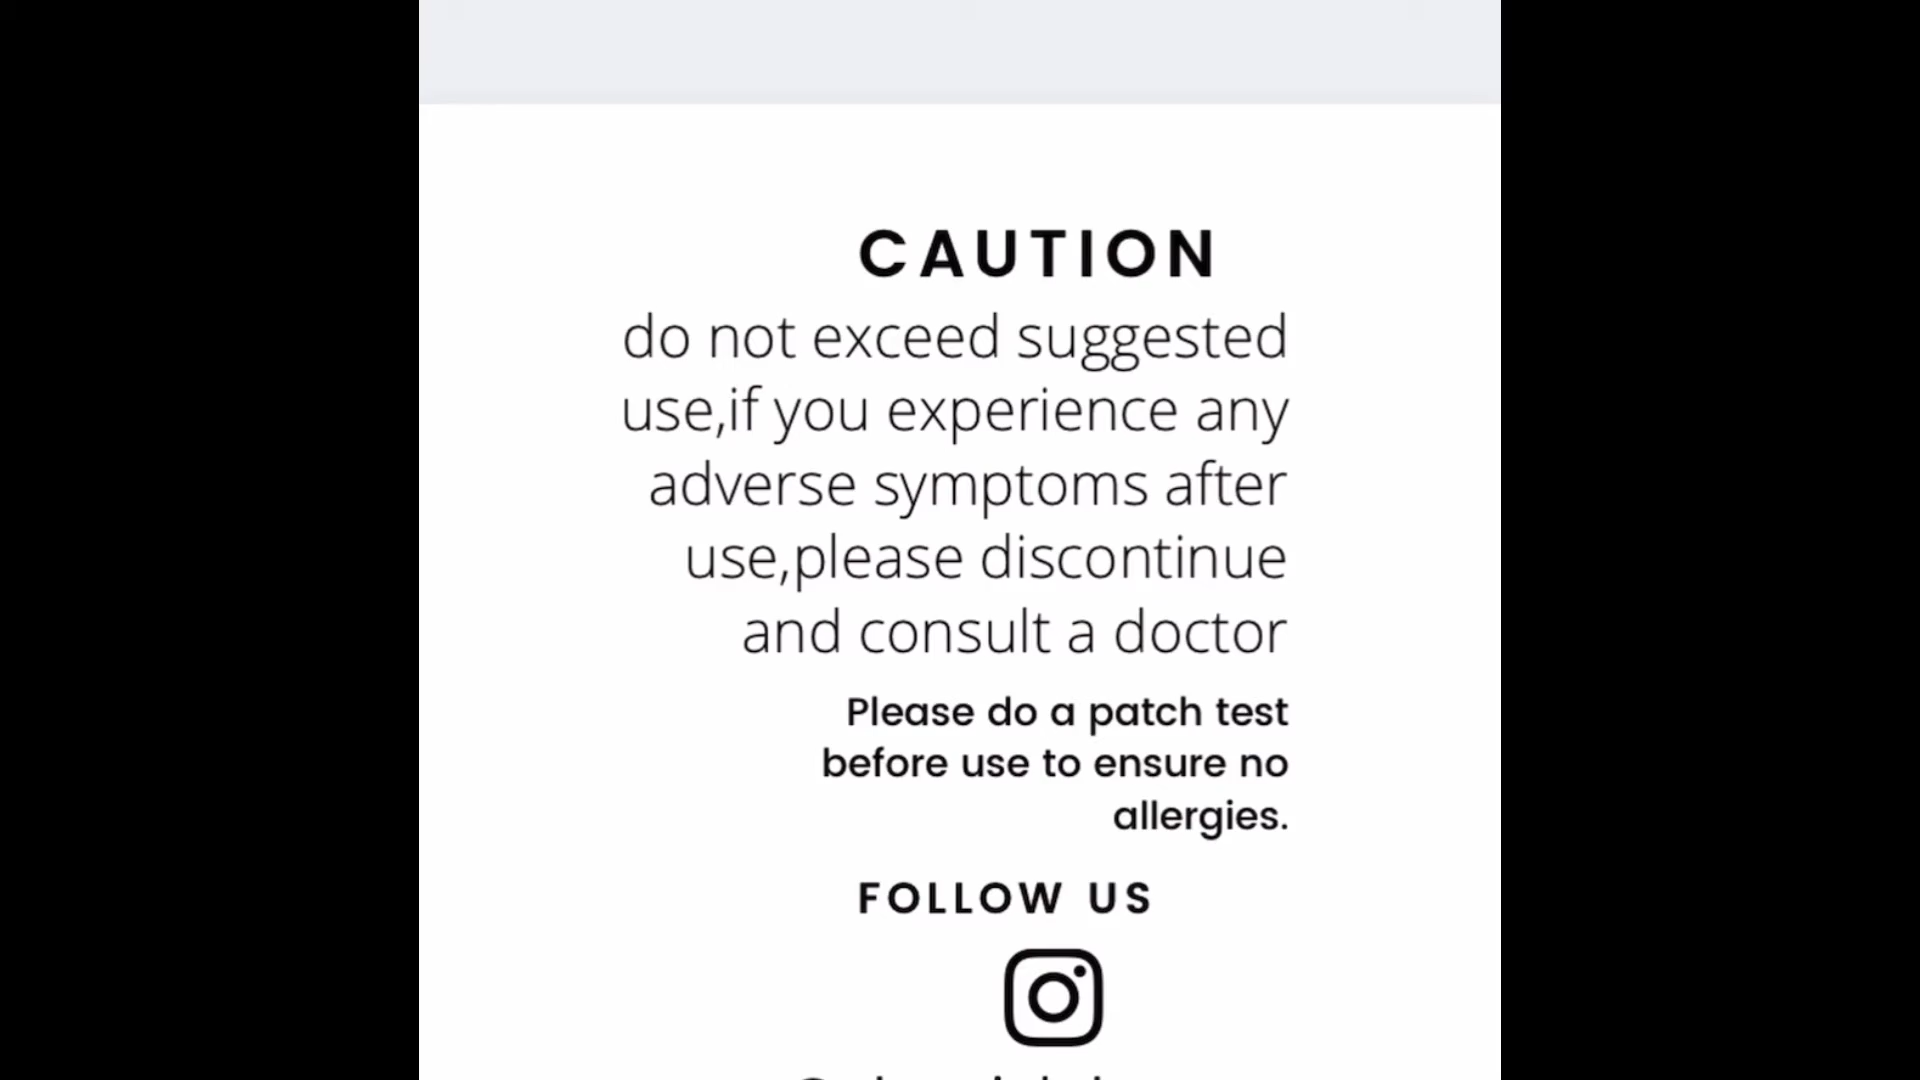 CAUTION
do not exceed suggested
use,if you experience any
adverse symptoms after
use,please discontinue
and consult a doctor
Please do a patch test
before use to ensure no
allergies.
FOLLOW US